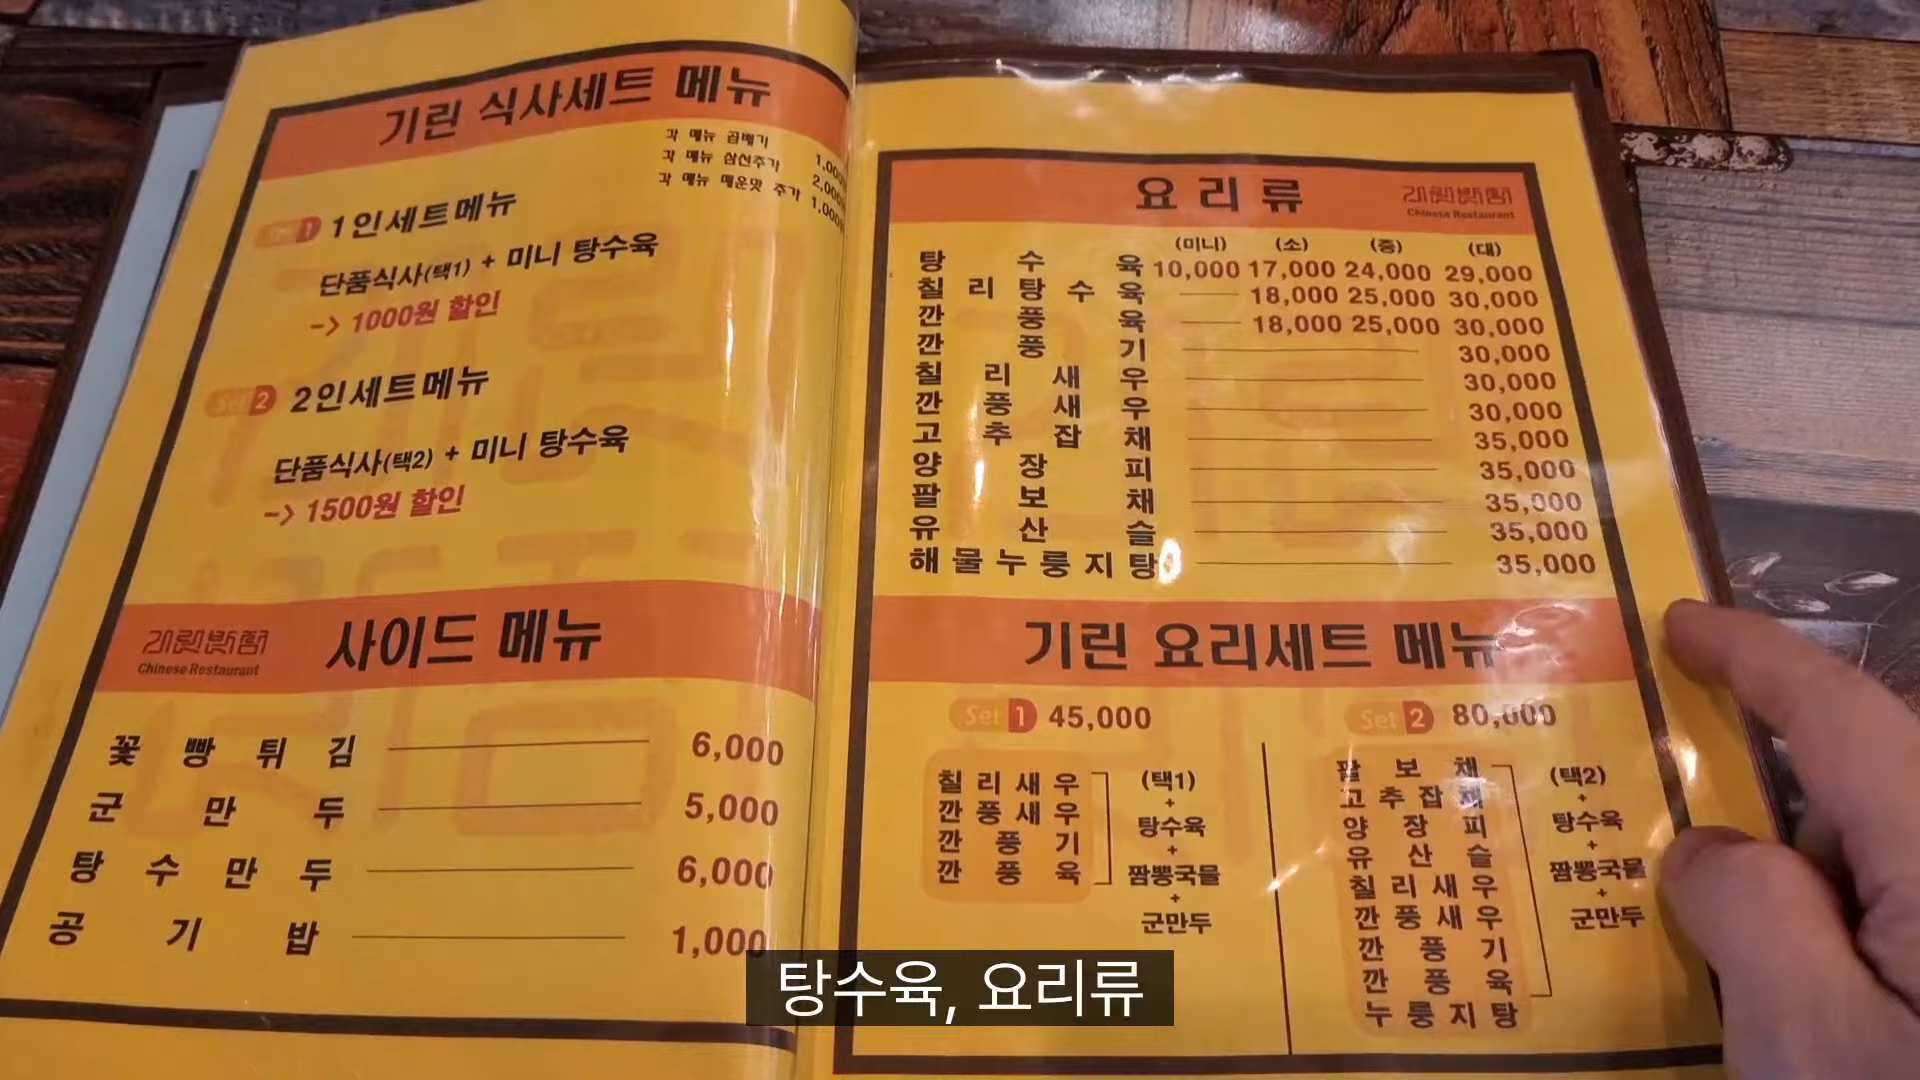 기린 식사세트 메뉴
각 메뉴 곱빼기 1,000
각 메뉴 삼선추가 2,000
각 메뉴 매운맛 추가 1,000
Set 1 1인세트메뉴
단품식사(택1) + 미니 탕수육
-> 1000원 할인
Set 2 2인세트메뉴
단품식사(택2) + 미니 탕수육
-> 1500원 할인
Chinese Restaurant
사이드 메뉴
꽃빵튀김 6,000
군만두 5,000
탕수만두 6,000
공기밥 1,000
요리류
Chinese Restaurant
(미니) (소) (중) (대)
탕수육 10,000 17,000 24,000 29,000
칠리탕수육 18,000 25,000 30,000
깐풍육 18,000 25,000 30,000
깐풍기 30,000
칠리새우 30,000
깐풍새우 30,000
고추잡채 35,000
양장피 35,000
팔보채 35,000
유산슬 35,000
해물누룽지탕 35,000
기린 요리세트 메뉴
Set 1 45,000
칠리새우
깐풍새우
깐풍기
깐풍육
(택1)
+
탕수육
+
짬뽕국물
+
군만두
Set 2 80,000
팔보채
고추잡채
양장피
유산슬
칠리새우
깐풍새우
깐풍기
깐풍육
누룽지탕
(택2)
+
탕수육
+
짬뽕국물
+
군만두
탕수육, 요리류